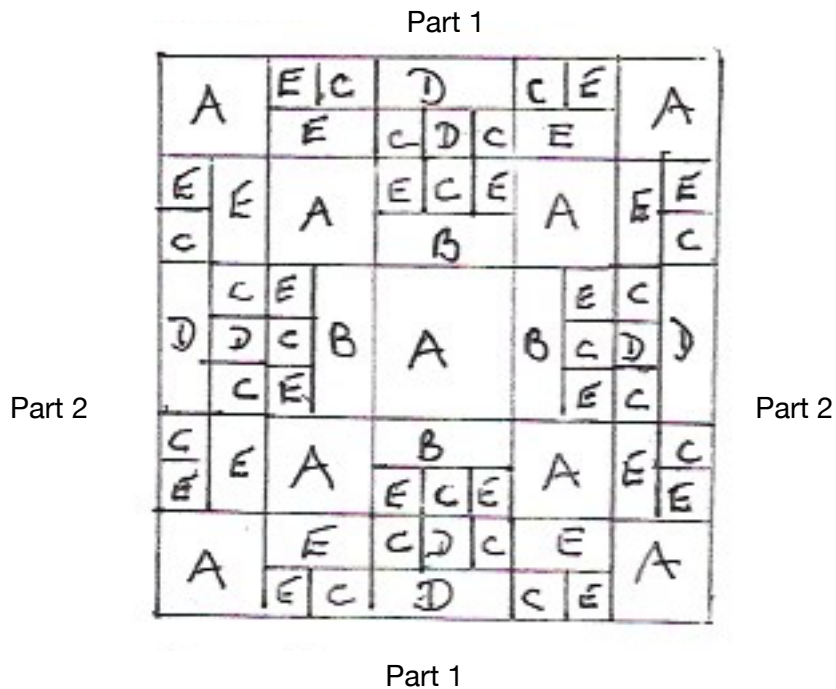 Part 1
A E C D C E A
E C D C E
E E A E C E A E E
C B C
C E E C
D D C B A B C D D
C E E C
Part 2 Part 2
C E A B A E C
E E C E E
A E C D C E A
E C D C E
Part 1